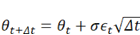 θ_{t+Δt} = θ_t + σϵ_t√Δt